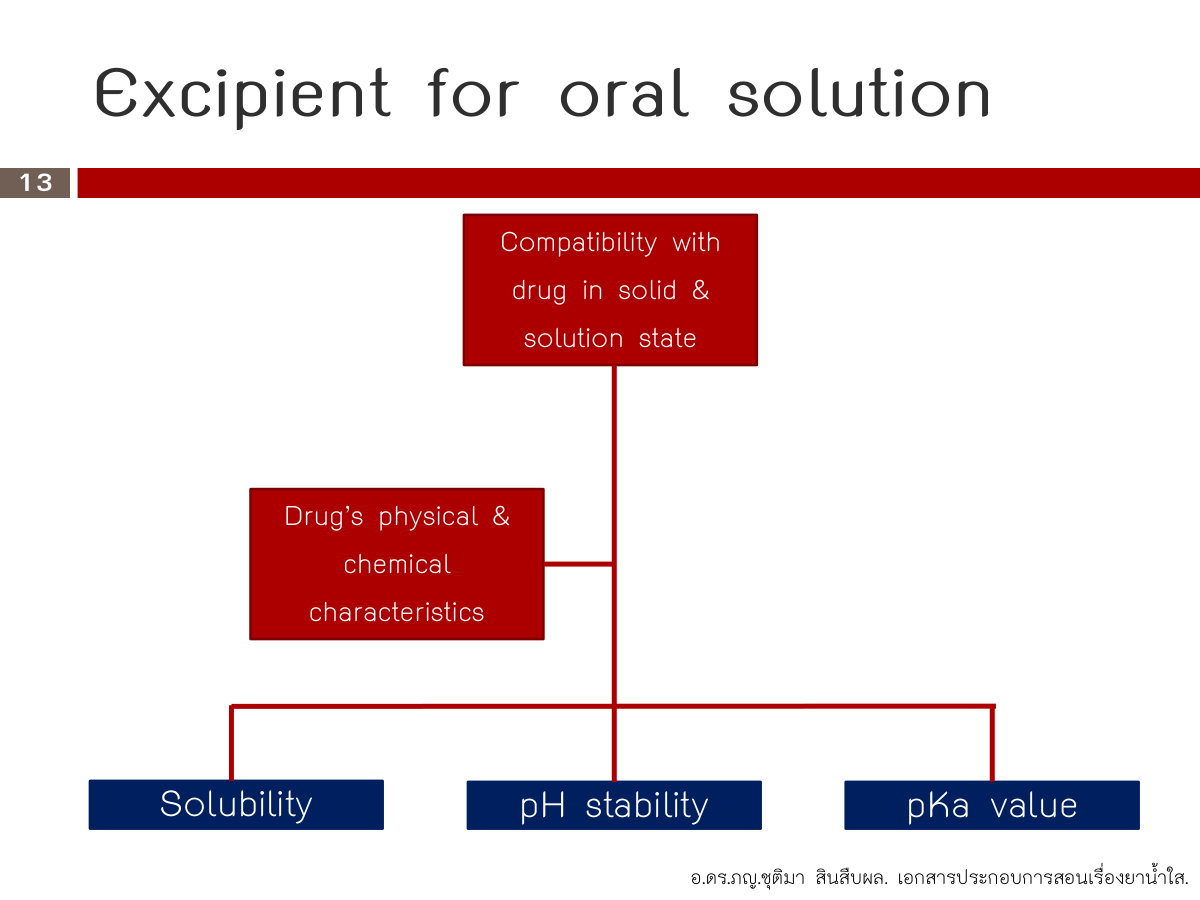 Excipient for oral solution
13
Compatibility with
drug in solid &
solution state
Drug’s physical &
chemical
characteristics
Solubility
pH stability
pKa value
อ.ดร.ภญ.ชุติมา สินสืบผล. เอกสารประกอบการสอนเรื่องยาน้ำใส.